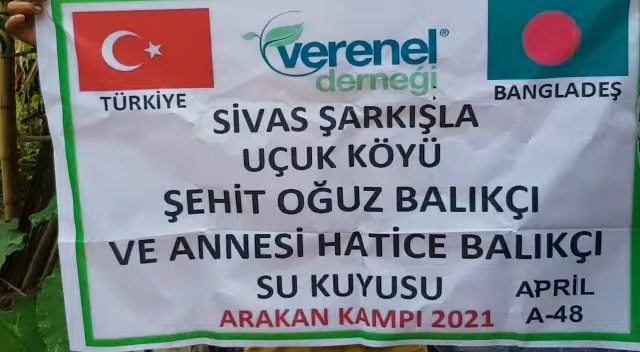 verenel®
derneği
TÜRKİYE
BANGLADEŞ
SİVAS ŞARKIŞLA
UÇUK KÖYÜ
ŞEHİT OĞUZ BALIKÇI
VE ANNESİ HATİCE BALIKÇI
SU KUYUSU
APRİL
ARAKAN KAMPI 2021
A-48